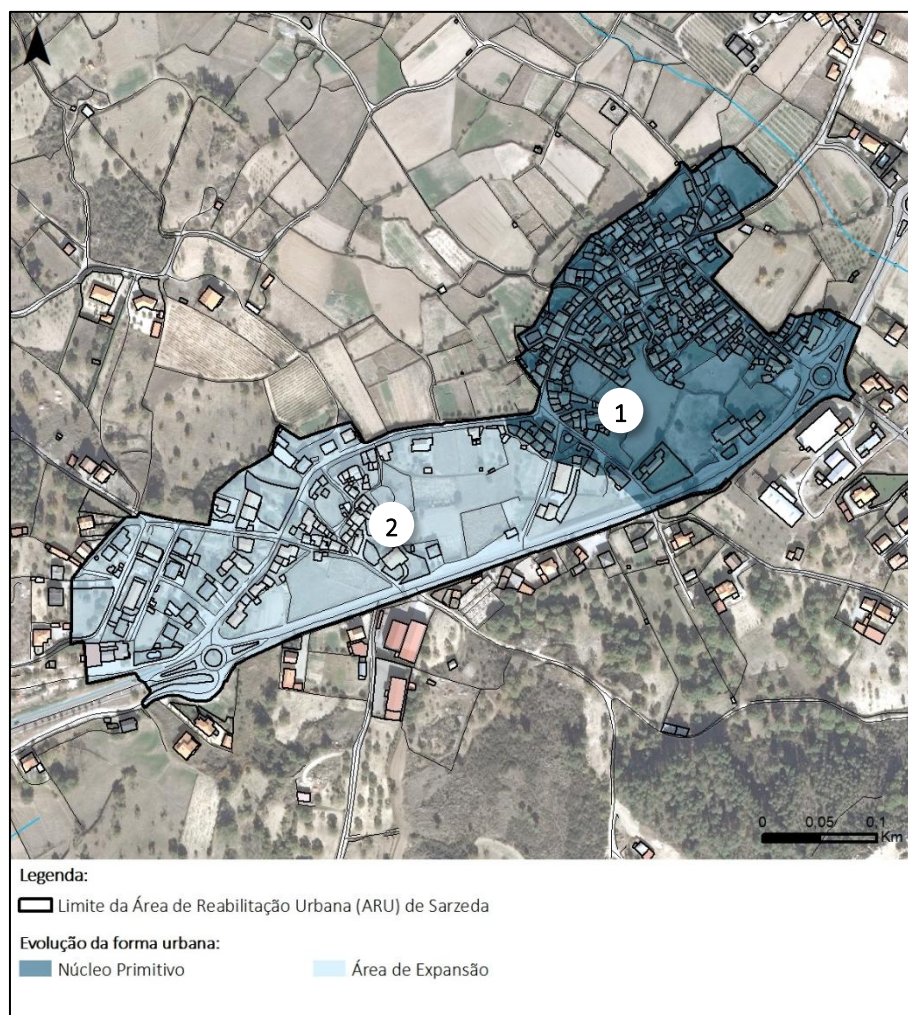 1
2
0 0,05 0,1
Km
Legenda:
Limite da Área de Reabilitação Urbana (ARU) de Sarzeda
Evolução da forma urbana:
Núcleo Primitivo Área de Expansão